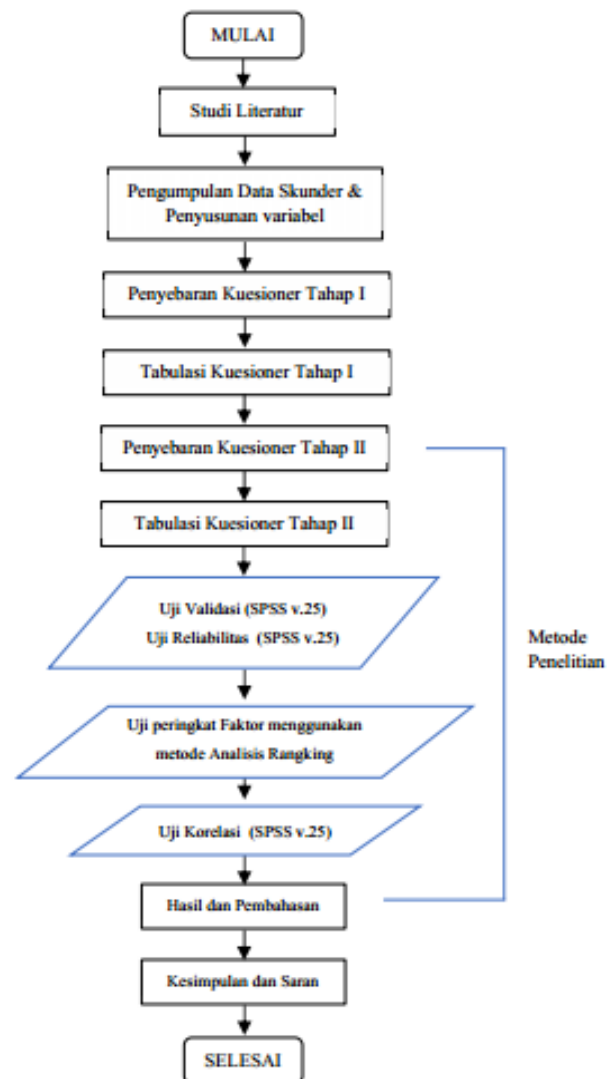 MULAI
Studi Literatur
Pengumpulan Data Skunder &
Penyusunan variabel
Penyebaran Kuesioner Tahap I
Tabulasi Kuesioner Tahap I
Penyebaran Kuesioner Tahap II
Tabulasi Kuesioner Tahap II
Uji Validasi (SPSS v.25)
Uji Reliabilitas (SPSS v.25)
Metode
Penelitian
Uji peringkat Faktor menggunakan
metode Analisis Rangking
Uji Korelasi (SPSS v.25)
Hasil dan Pembahasan
Kesimpulan dan Saran
SELESAI